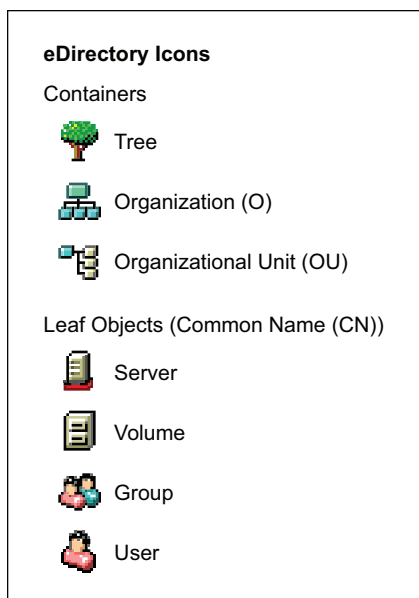 eDirectory Icons
Containers
Tree
Organization (O)
Organizational Unit (OU)
Leaf Objects (Common Name (CN))
Server
Volume
Group
User